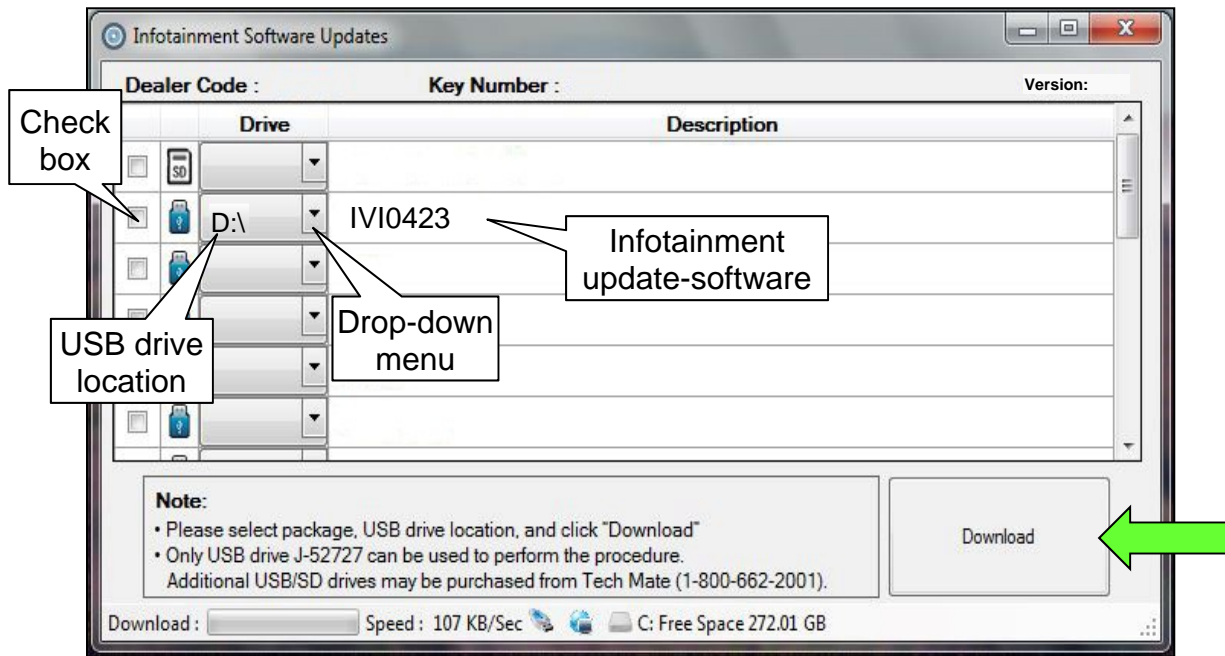 Infotainment Software Updates
Dealer Code : Key Number : Version:
Check
box
Drive Description
SD
D:\ IVI0423
Infotainment
update-software
USB drive
location
Drop-down
menu
Note:
• Please select package, USB drive location, and click "Download"
• Only USB drive J-52727 can be used to perform the procedure.
Additional USB/SD drives may be purchased from Tech Mate (1-800-662-2001).
Download
Download : Speed : 107 KB/Sec C: Free Space 272.01 GB